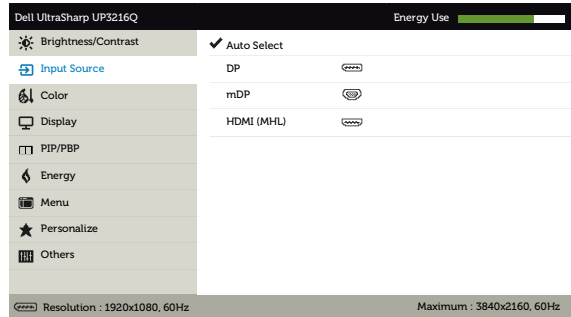 Dell UltraSharp UP3216Q Energy Use
Brightness/Contrast
Auto Select
Input Source
DP
Color
mDP
Display
HDMI (MHL)
PIP/PBP
Energy
Menu
Personalize
Others
Resolution : 1920x1080, 60Hz Maximum : 3840x2160, 60Hz